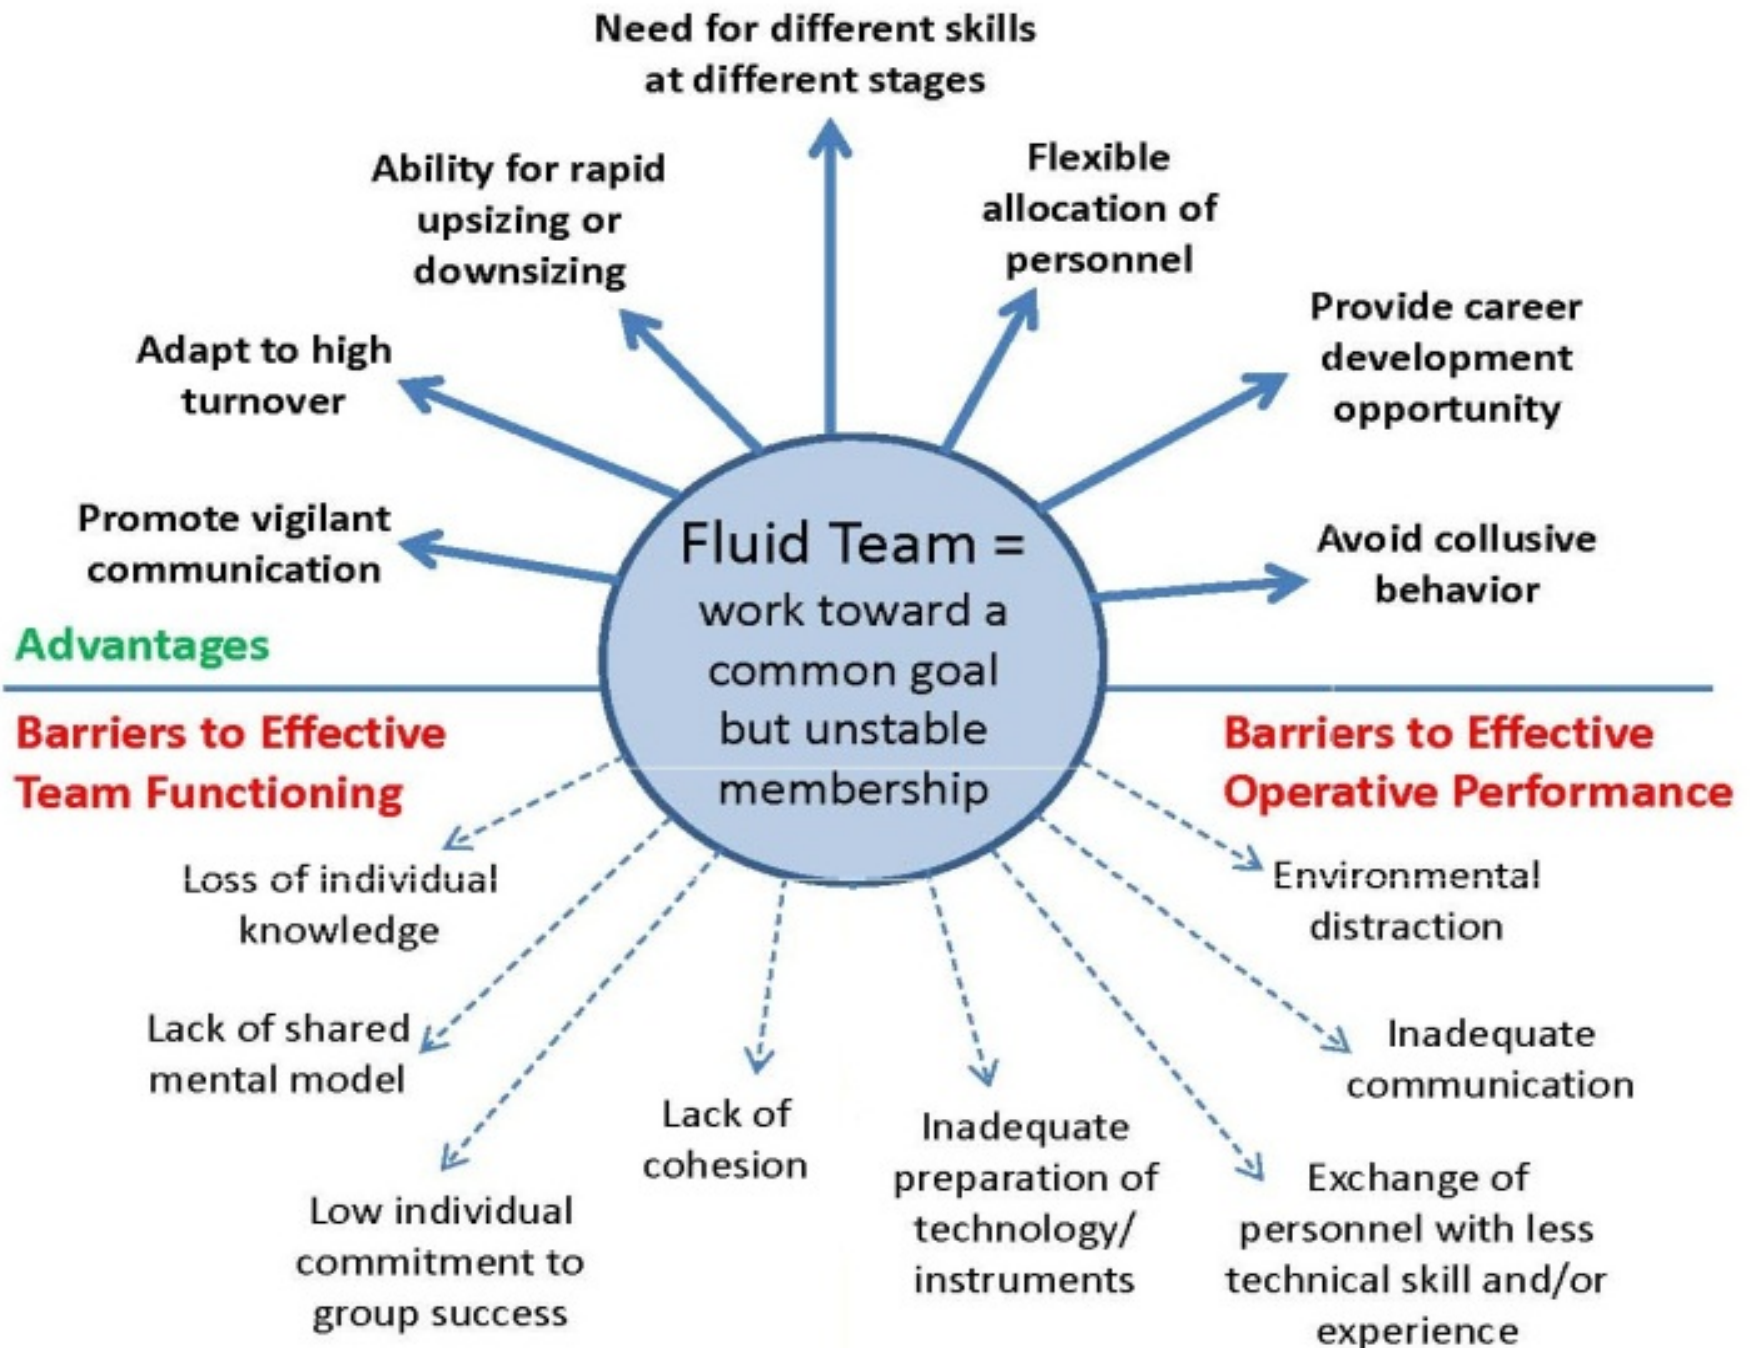 Need for different skills
at different stages
Ability for rapid
upsizing or
downsizing
Flexible
allocation of
personnel
Adapt to high
turnover
Provide career
development
opportunity
Promote vigilant
communication
Avoid collusive
behavior
Fluid Team =
work toward a
common goal
but unstable
membership
Advantages
Barriers to Effective
Team Functioning
Loss of individual
knowledge
Lack of shared
mental model
Low individual
commitment to
group success
Lack of
cohesion
Barriers to Effective
Operative Performance
Environmental
distraction
Inadequate
communication
Exchange of
personnel with less
technical skill and/or
experience
Inadequate
preparation of
technology/
instruments